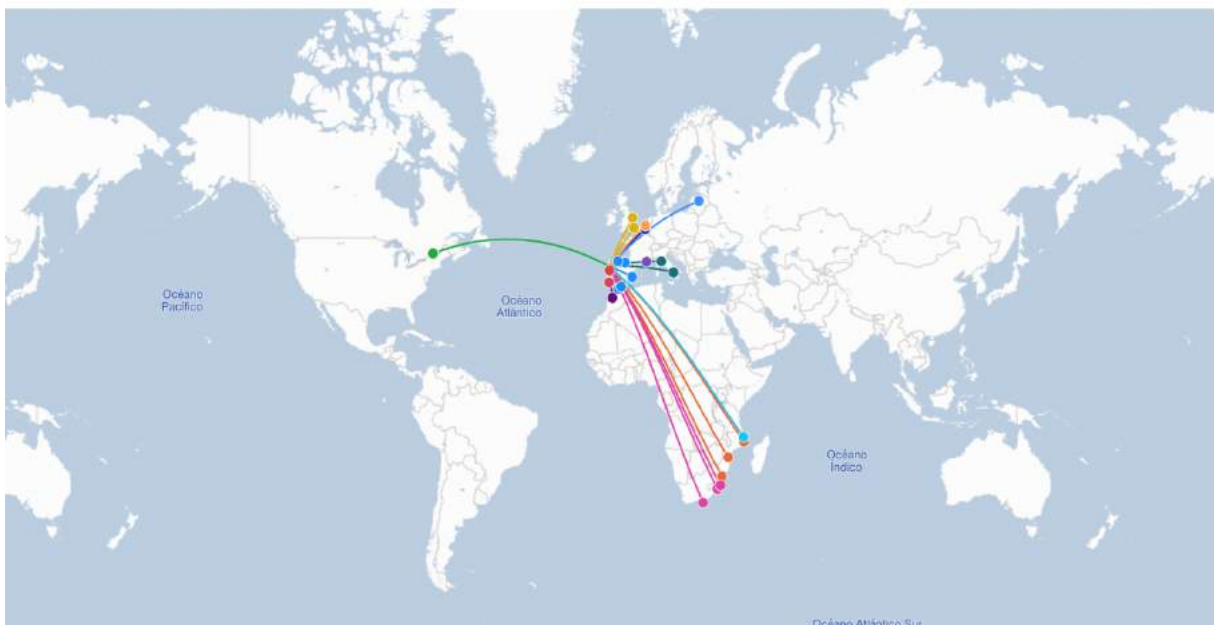 Océano
Pacífico
Océano
Atlántico
Océano
Índico
Océano Atlántico Sur